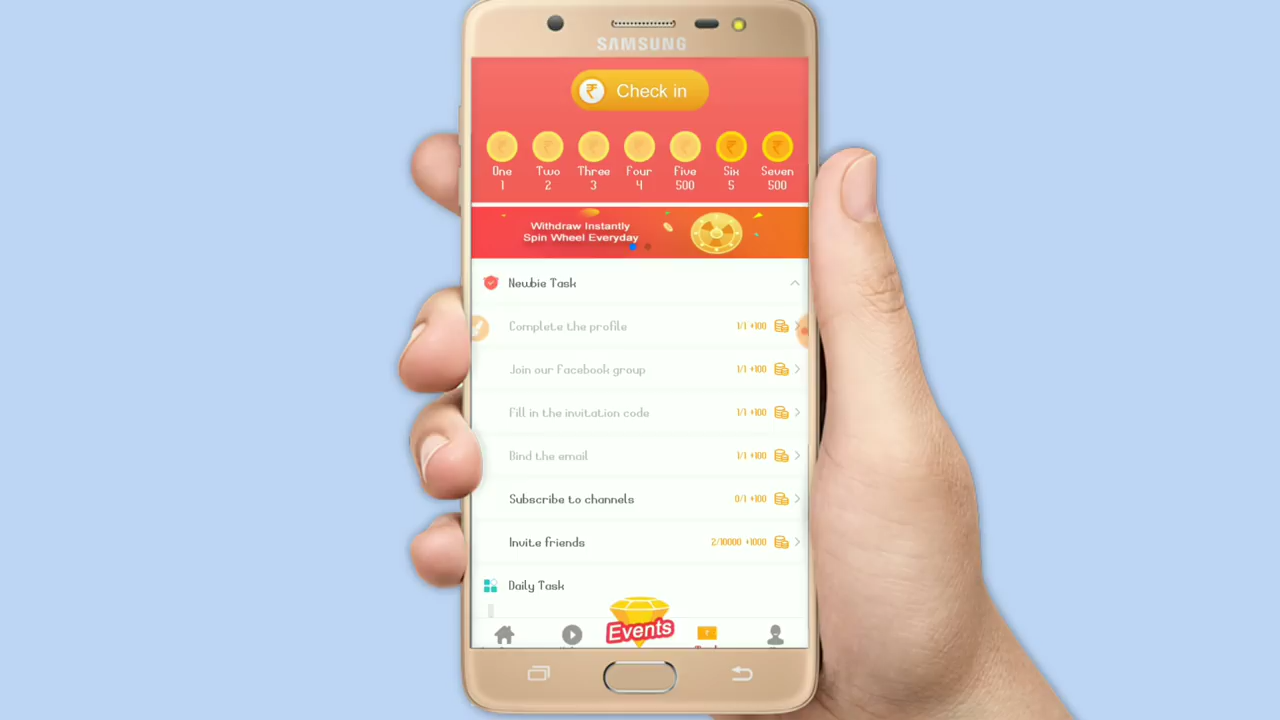 SAMSUNG
Check in
One Two Three Four Five Six Seven
1 2 3 4 500 5 500
Withdraw Instantly
Spin Wheel Everyday
Newbie Task
Complete the profile 1/1 +100
Join our Facebook group 1/1 +100
Fill in the invitation code 1/1 +100
Bind the email 1/1 +100
Subscribe to channels 0/1 +100
Invite friends 2/10000 +1000
Daily Task
Events